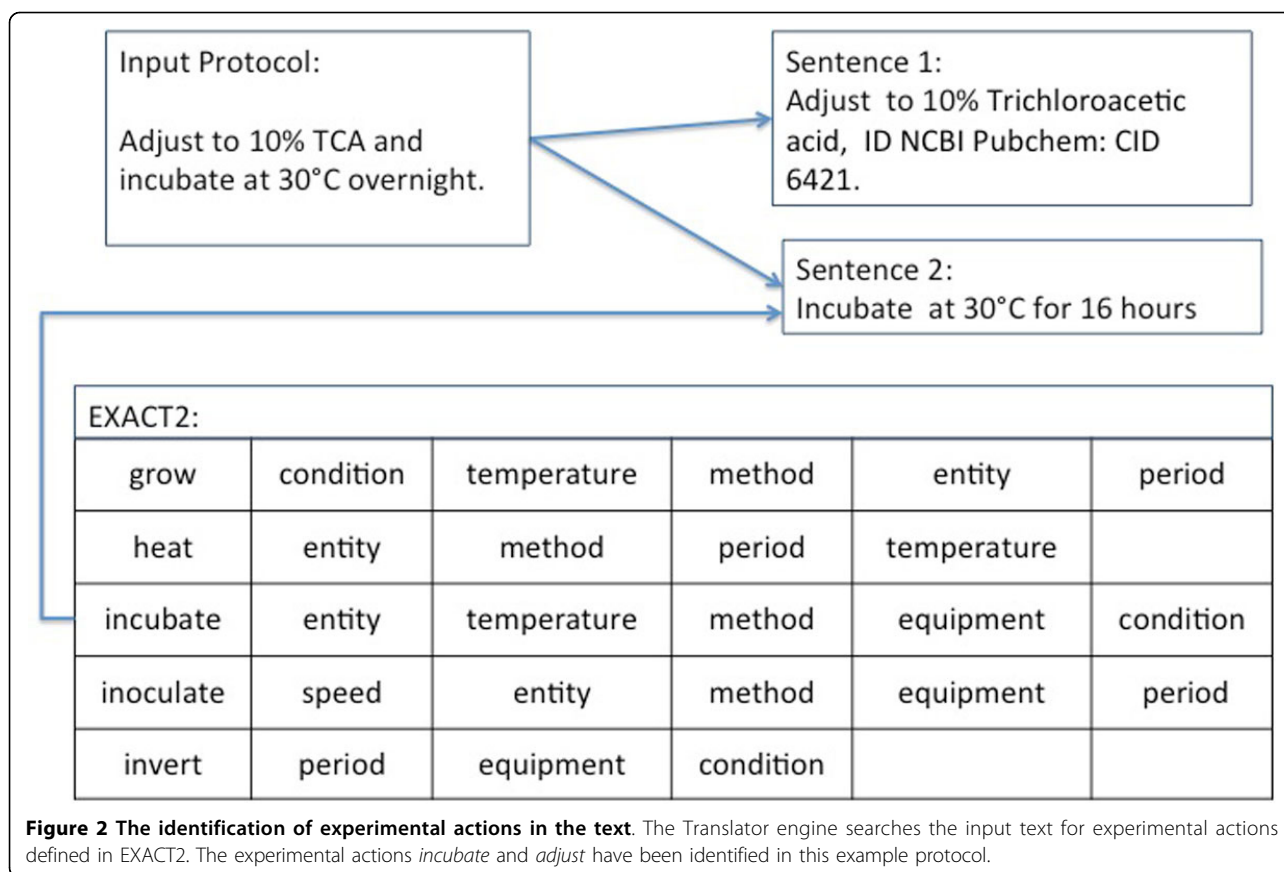 Input Protocol:
Adjust to 10% TCA and
incubate at 30°C overnight.
Sentence 1:
Adjust to 10% Trichloroacetic
acid, ID NCBI Pubchem: CID
6421.
Sentence 2:
Incubate at 30°C for 16 hours
EXACT2:
grow condition temperature method entity period
heat entity method period temperature
incubate entity temperature method equipment condition
inoculate speed entity method equipment period
invert period equipment condition
Figure 2 The identification of experimental actions in the text. The Translator engine searches the input text for experimental actions
defined in EXACT2. The experimental actions incubate and adjust have been identified in this example protocol.